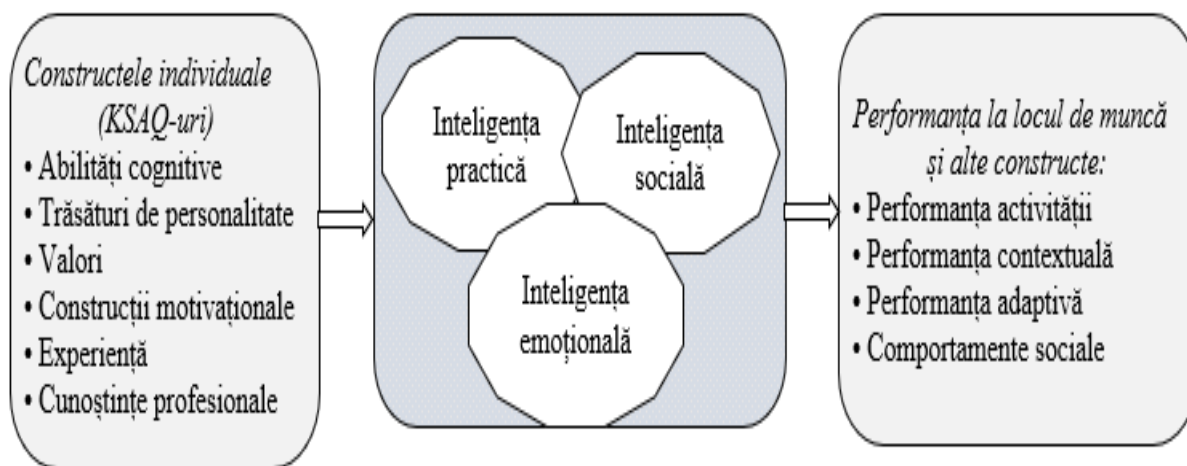 Constructele individuale
(KSAQ-uri)
• Abilități cognitive
• Trăsături de personalitate
• Valori
• Construcții motivaționale
• Experiență
• Cunoștințe profesionale
Inteligența
practică
Inteligența
socială
Inteligența
emoțională
Performanța la locul de muncă
și alte constructe:
• Performanța activității
• Performanța contextuală
• Performanța adaptivă
• Comportamente sociale